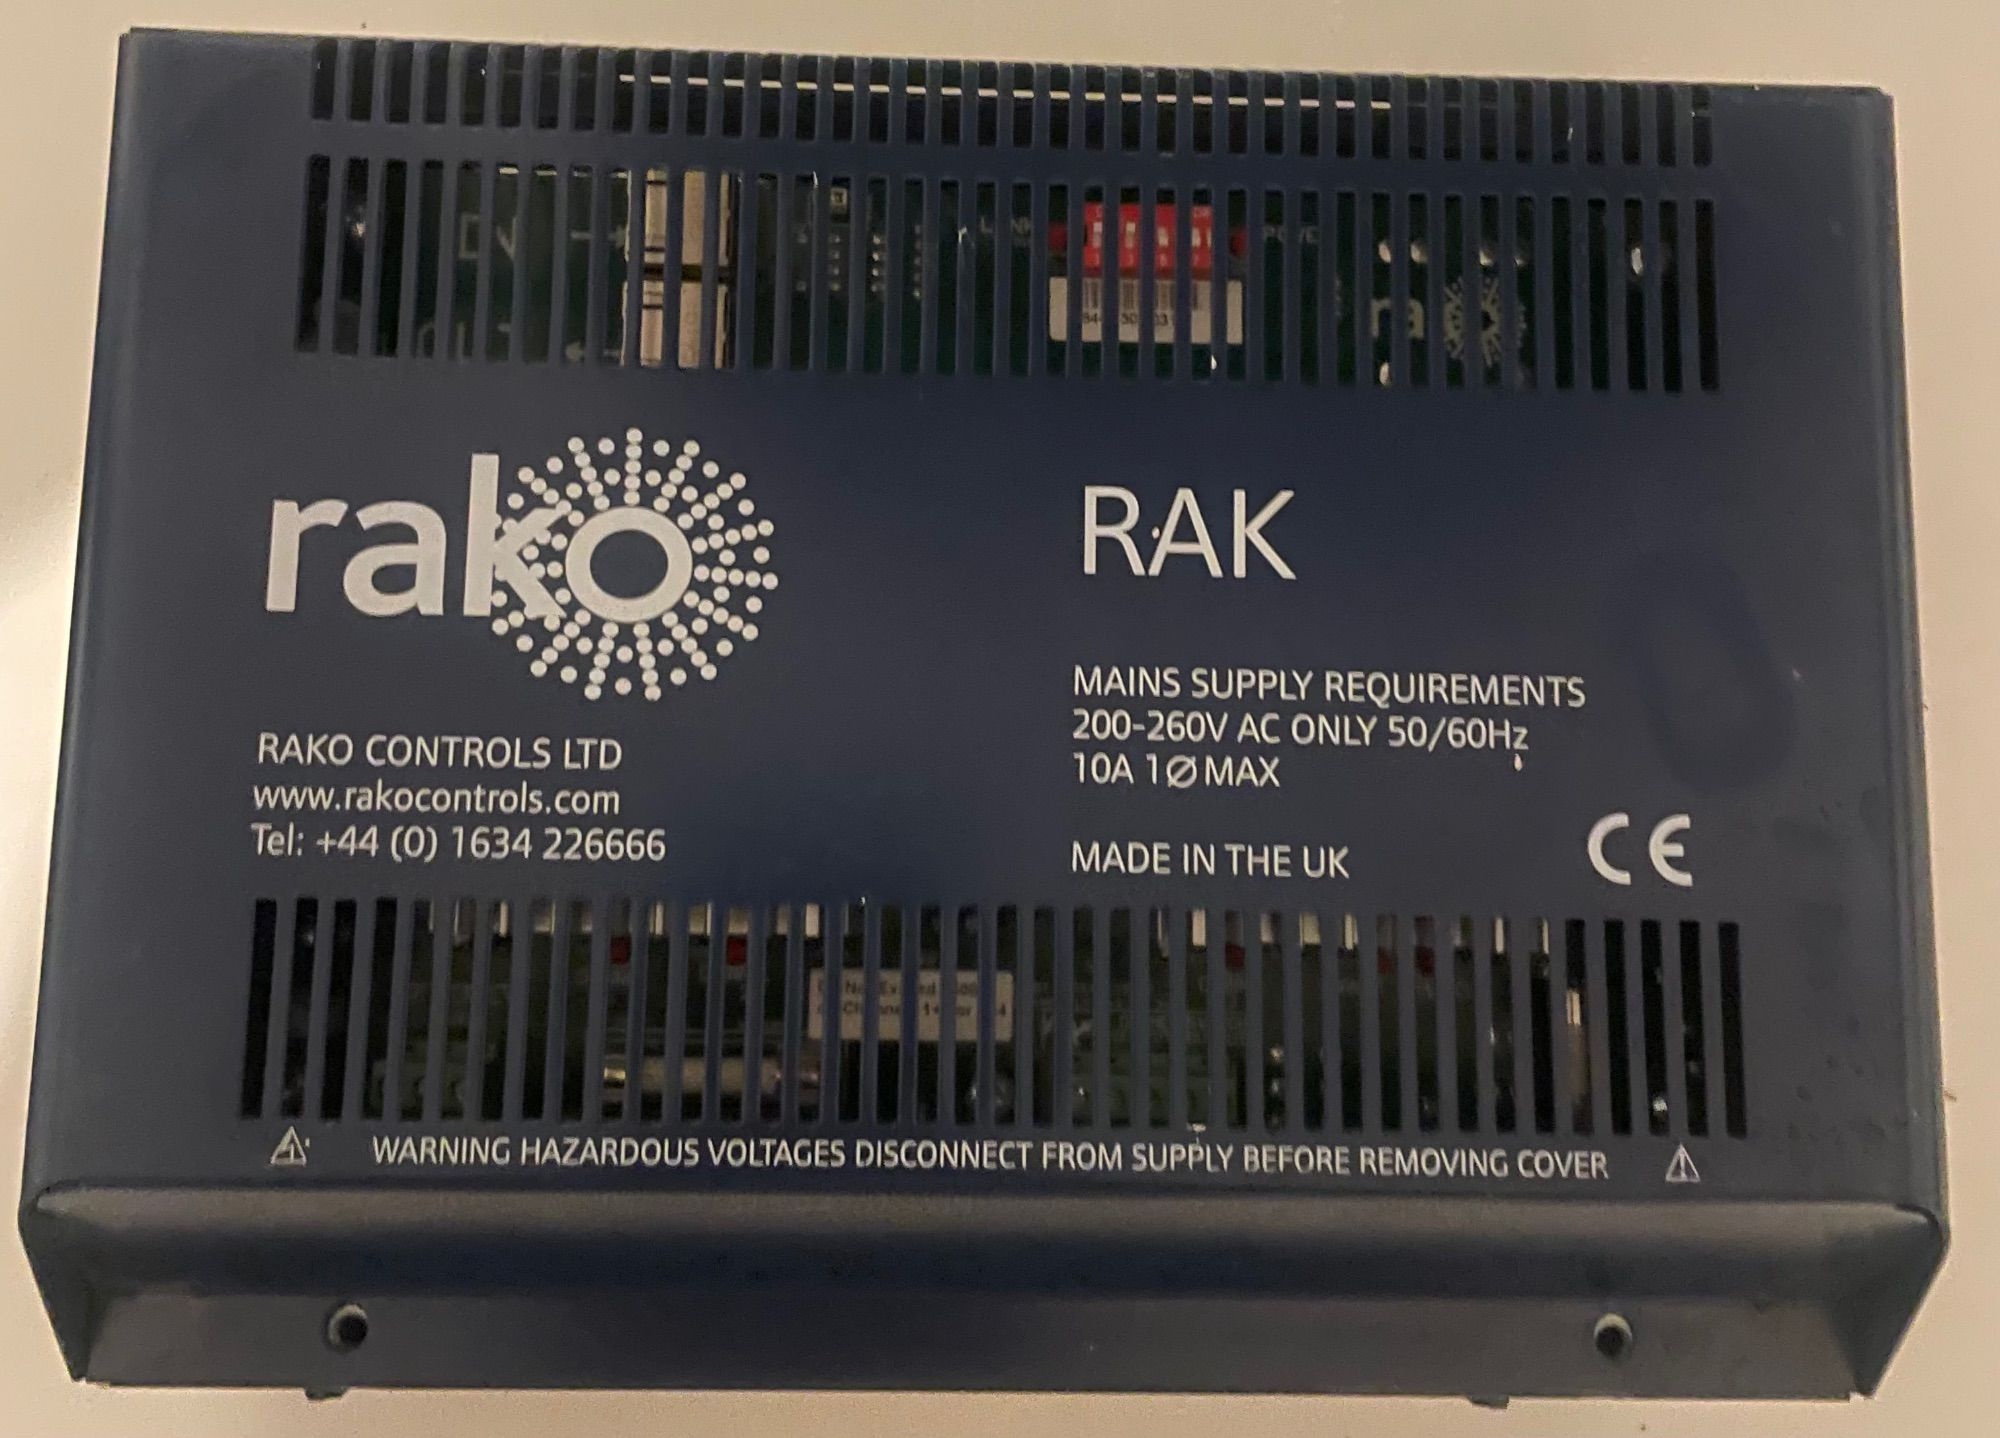 rako
RAK
MAINS SUPPLY REQUIREMENTS
200-260V AC ONLY 50/60Hz
10A 1Ø MAX
RAKO CONTROLS LTD
www.rakocontrols.com
Tel: +44 (0) 1634 226666
MADE IN THE UK
CE
WARNING HAZARDOUS VOLTAGES DISCONNECT FROM SUPPLY BEFORE REMOVING COVER